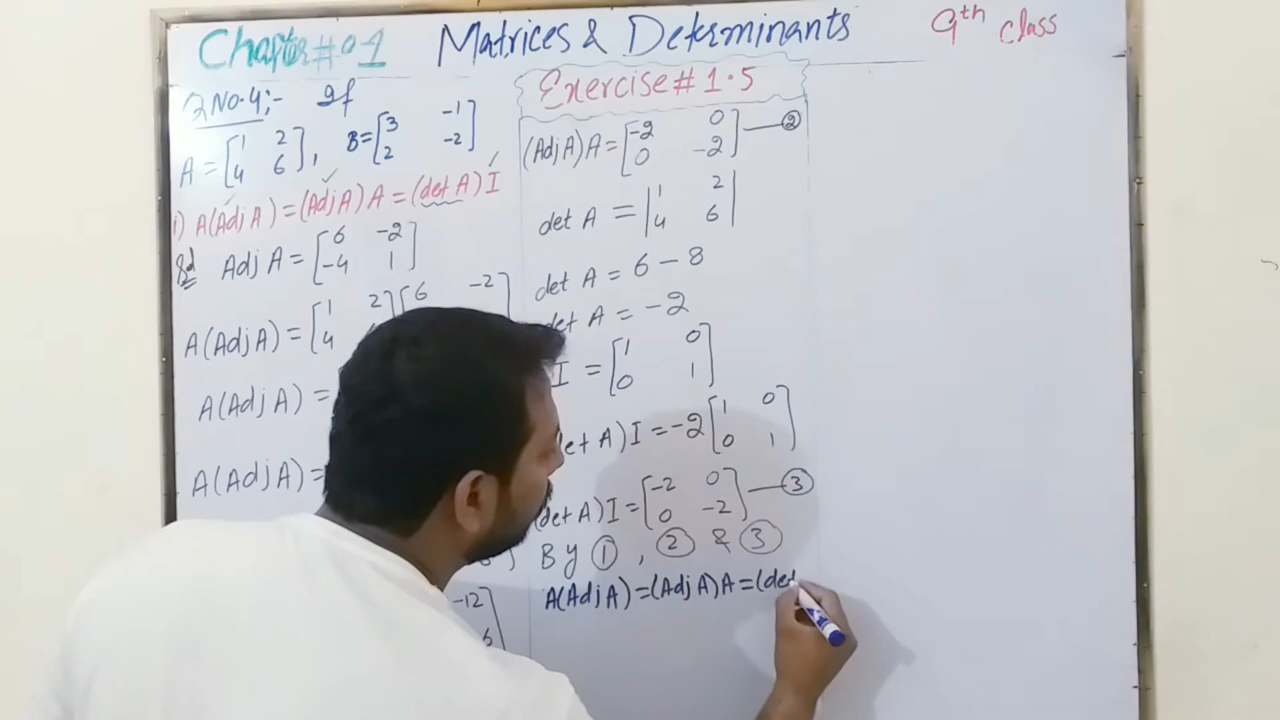 Chapter # 01 Matrices & Determinants 9th class
Exercise # 1.5
Q No.4:- If
A = [1 2
4 6], B = [3 -1
2 -2]
i) A(Adj A) = (Adj A) A = (det A) I
Sol Adj A = [6 -2
-4 1]
A(Adj A) = [1 2] [6 -2]
4
A(Adj A) =
A(Adj A) =
-12
6
(Adj A) A = [-2 0
0 -2] — ②
det A = |1 2
4 6|
det A = 6 - 8
det A = -2
I = [1 0
0 1]
(det A) I = -2 [1 0
0 1]
(det A) I = [-2 0
0 -2] — ③
By ①, ② & ③
A(Adj A) = (Adj A) A = (det